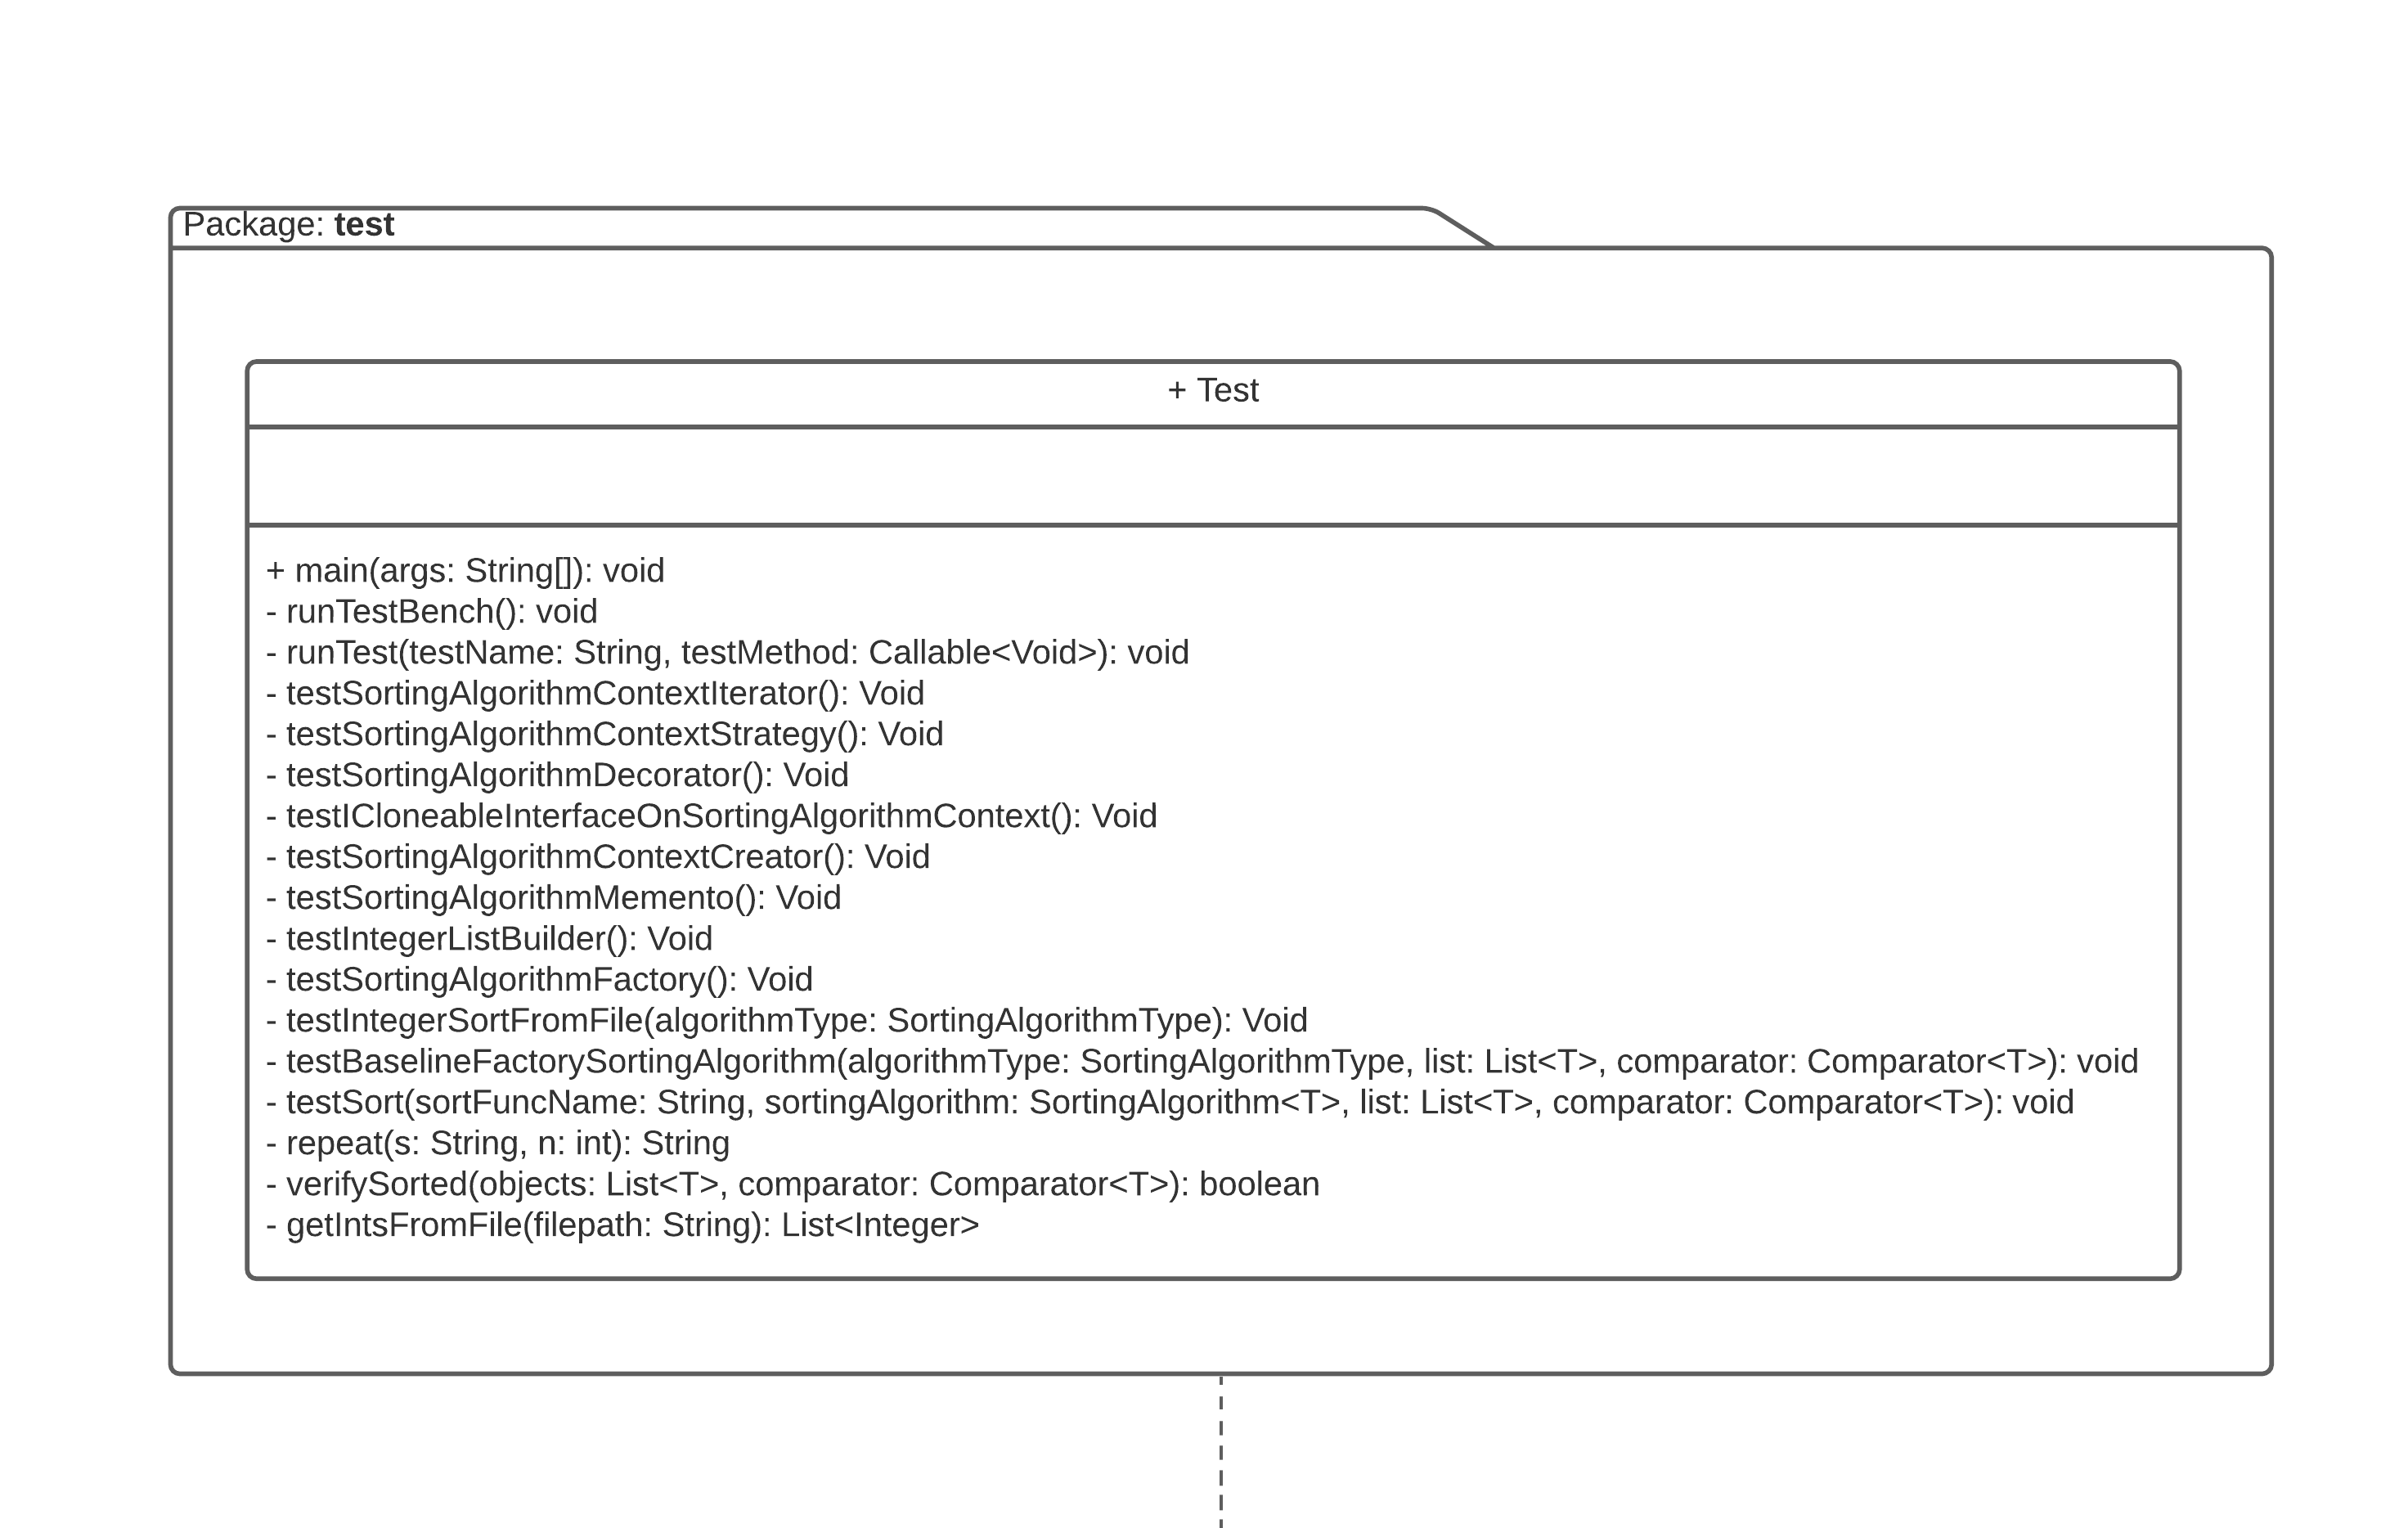 Package: test
+ Test
+ main(args: String[]): void
- runTestBench(): void
- runTest(testName: String, testMethod: Callable<Void>): void
- testSortingAlgorithmContextIterator(): Void
- testSortingAlgorithmContextStrategy(): Void
- testSortingAlgorithmDecorator(): Void
- testICloneableInterfaceOnSortingAlgorithmContext(): Void
- testSortingAlgorithmContextCreator(): Void
- testSortingAlgorithmMemento(): Void
- testIntegerListBuilder(): Void
- testSortingAlgorithmFactory(): Void
- testIntegerSortFromFile(algorithmType: SortingAlgorithmType): Void
- testBaselineFactorySortingAlgorithm(algorithmType: SortingAlgorithmType, list: List<T>, comparator: Comparator<T>): void
- testSort(sortFuncName: String, sortingAlgorithm: SortingAlgorithm<T>, list: List<T>, comparator: Comparator<T>): void
- repeat(s: String, n: int): String
- verifySorted(objects: List<T>, comparator: Comparator<T>): boolean
- getIntsFromFile(filepath: String): List<Integer>